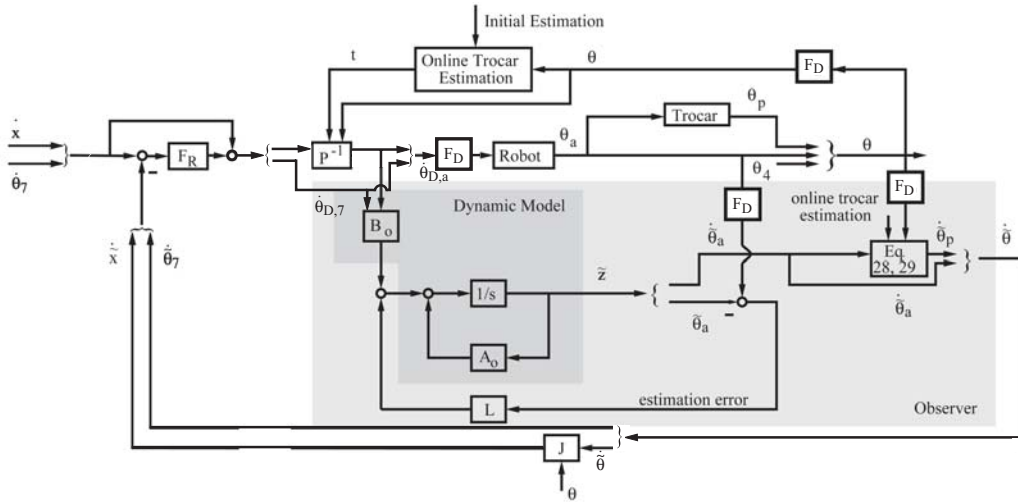 Initial Estimation
t
Online Trocar
Estimation
θ
F_D
ẋ
θ̇_7
F_R
-
P^-1
θ̇_D,a
F_D
Robot
θ_a
Trocar
θ_p
θ_4
θ
F_D
θ̇_D,7
Dynamic Model
F_D
online trocar
estimation
B_o
θ̃̇_a
Eq
28, 29
θ̃̇_p
θ̃̇
x̃̇
θ̃̇_7
1/s
z̃
θ̃_a
-
θ̃̇_a
A_o
L
estimation error
Observer
J
θ̃̇
θ